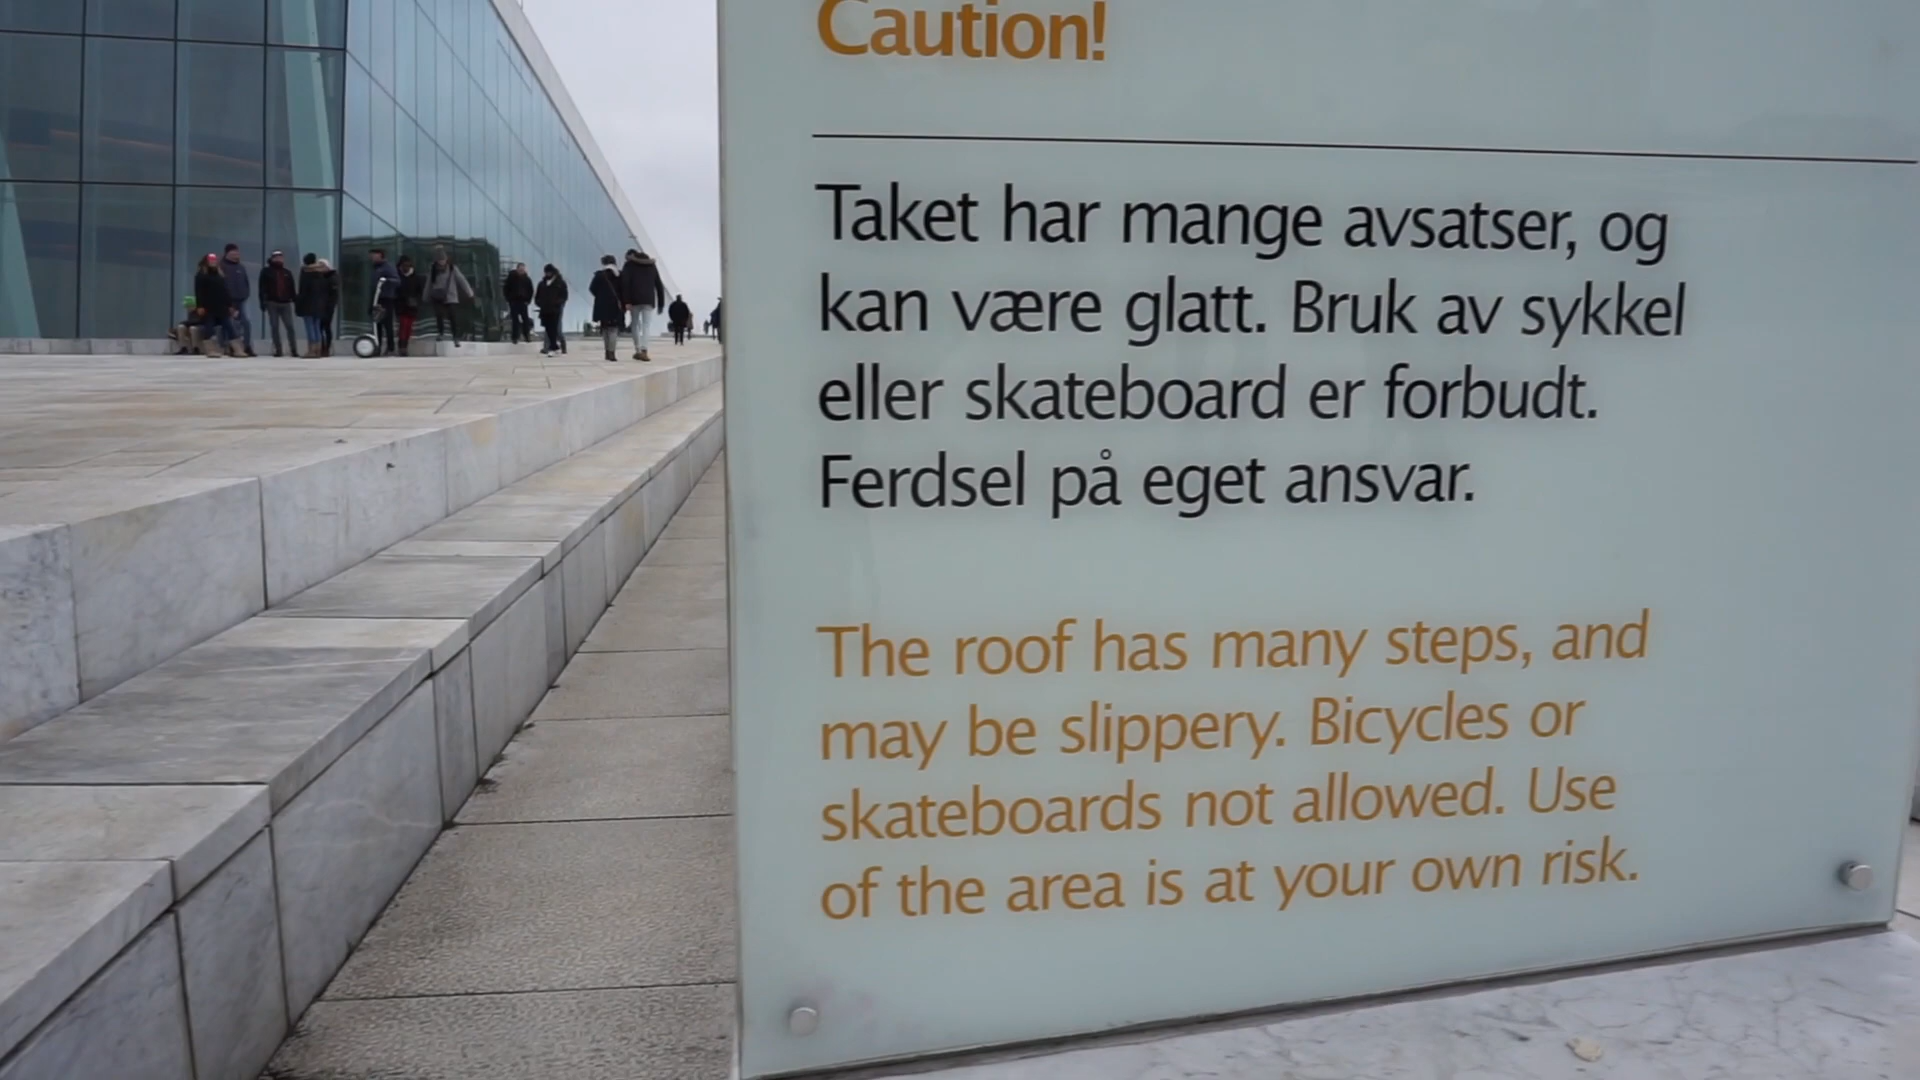 Caution!
Taket har mange avsatser, og
kan være glatt. Bruk av sykkel
eller skateboard er forbudt.
Ferdsel på eget ansvar.
The roof has many steps, and
may be slippery. Bicycles or
skateboards not allowed. Use
of the area is at your own risk.